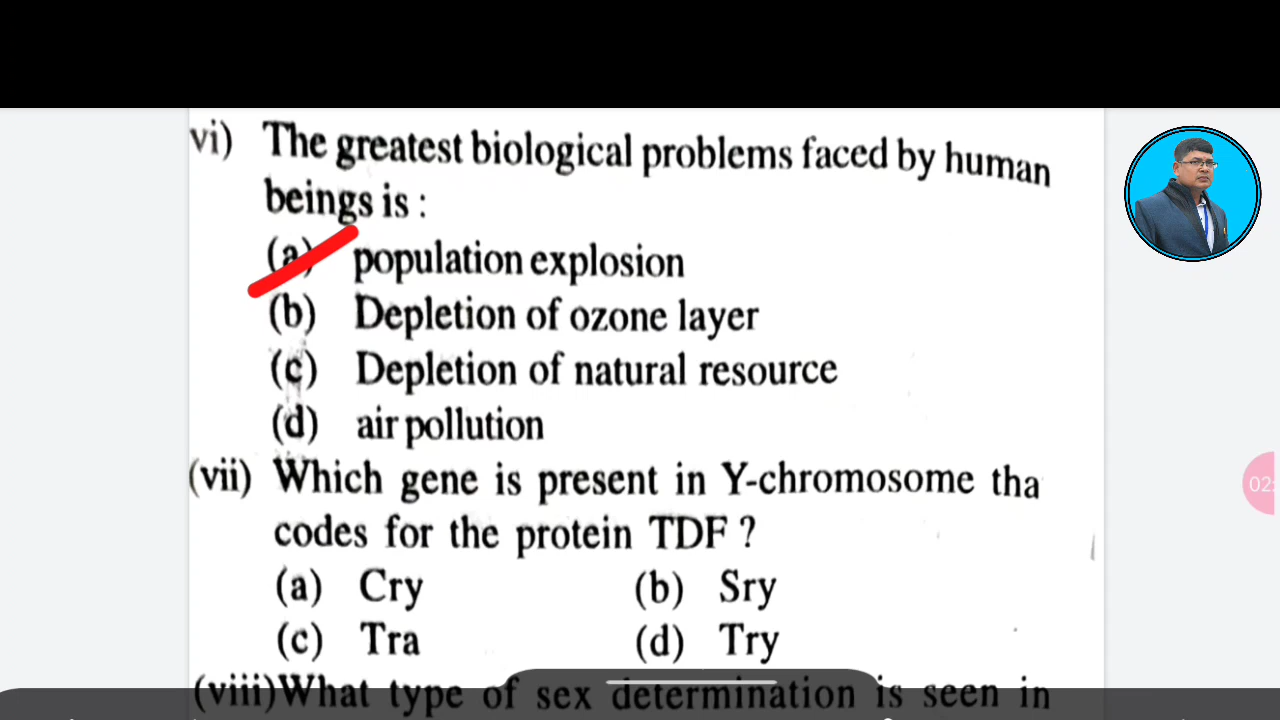 vi) The greatest biological problems faced by human
beings is :
(a) population explosion
(b) Depletion of ozone layer
(c) Depletion of natural resource
(d) air pollution
(vii) Which gene is present in Y-chromosome tha
codes for the protein TDF ?
(a) Cry (b) Sry
(c) Tra (d) Try
(viii) What type of sex determination is seen in
02: